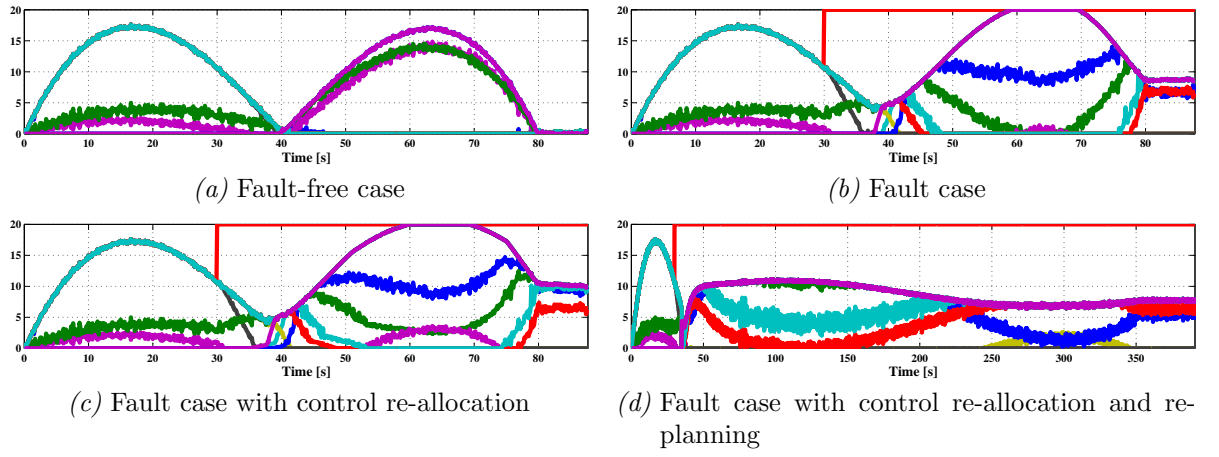 20
15
10
5
0
0 10 20 30 40 50 60 70 80
Time [s]
(a) Fault-free case
20
15
10
5
0
0 10 20 30 40 50 60 70 80
Time [s]
(b) Fault case
20
15
10
5
0
0 10 20 30 40 50 60 70 80
Time [s]
(c) Fault case with control re-allocation
20
15
10
5
0
0 50 100 150 200 250 300 350
Time [s]
(d) Fault case with control re-allocation and re-
planning